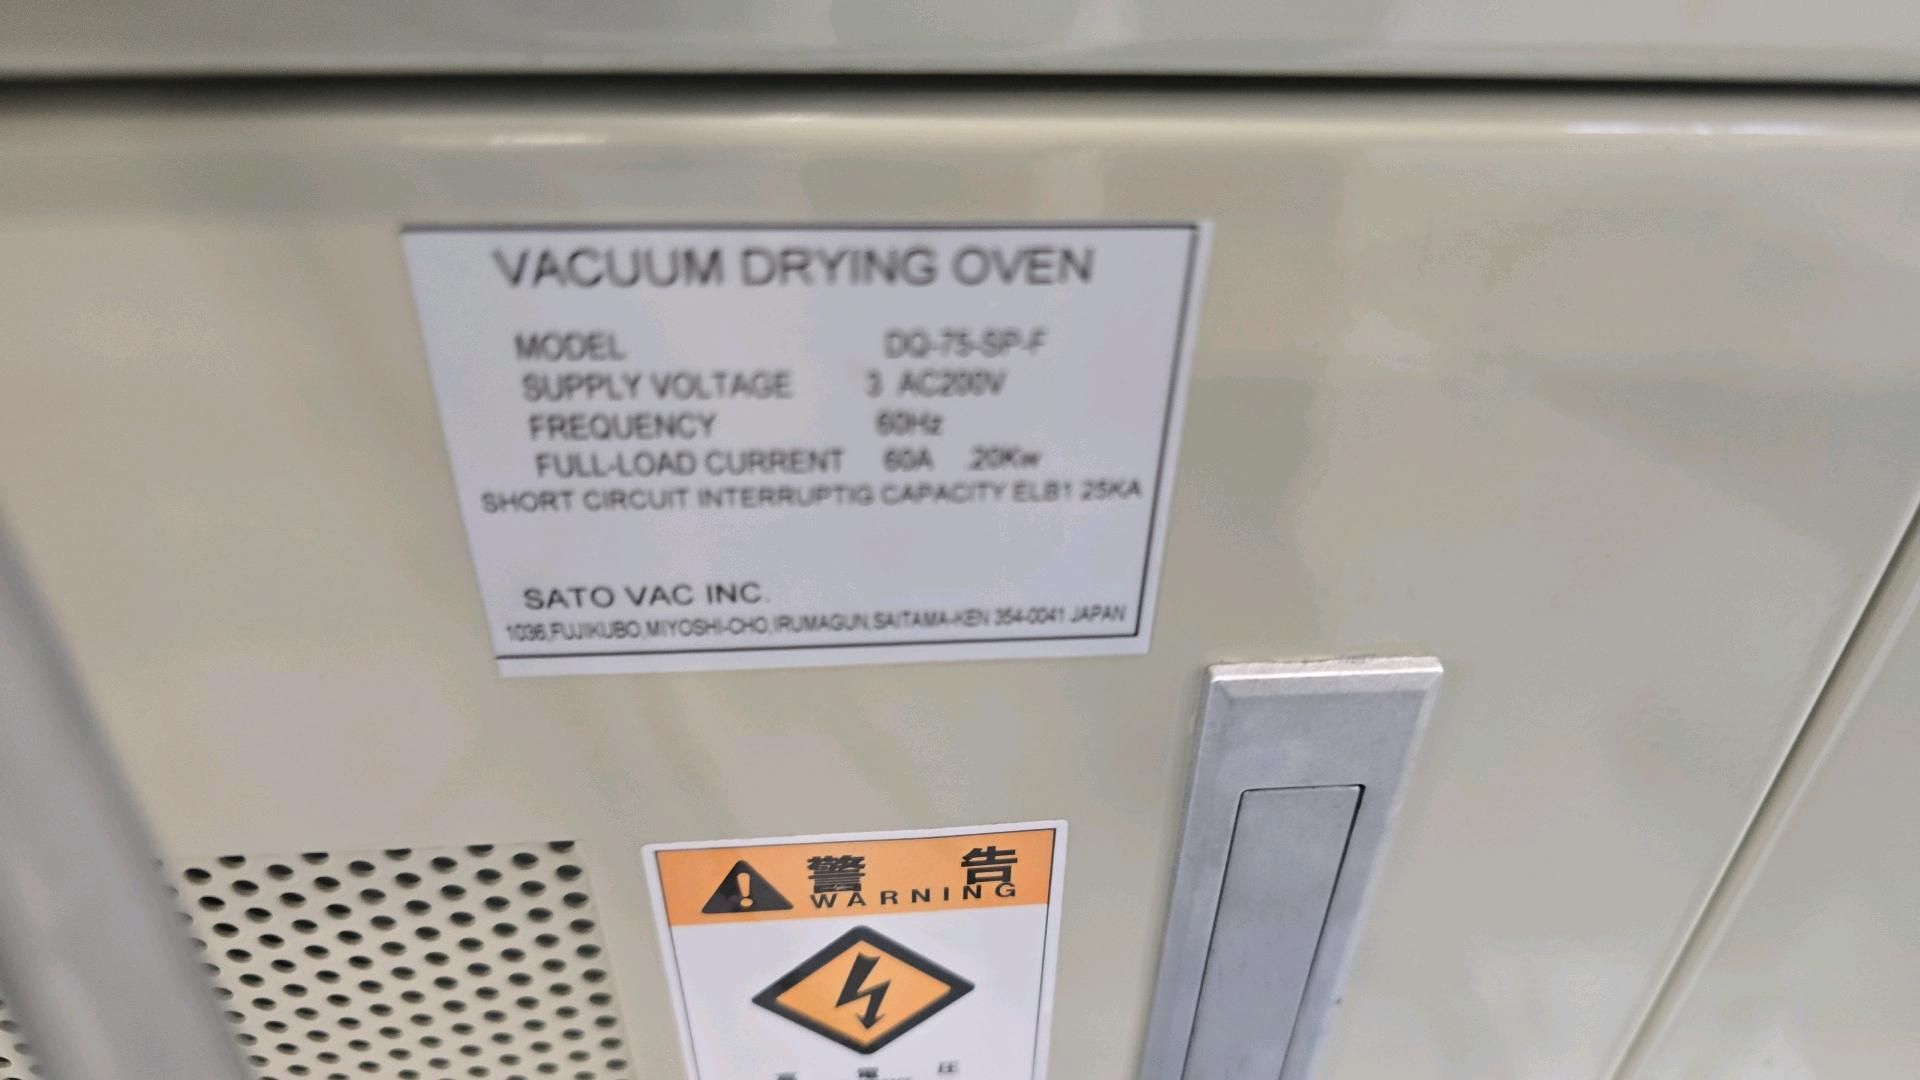 VACUUM DRYING OVEN
MODEL DQ-75-SP-F
SUPPLY VOLTAGE 3 AC200V
FREQUENCY 60Hz
FULL-LOAD CURRENT 60A .20Kw
SHORT CIRCUIT INTERRUPTIG CAPACITY ELB1 25KA
SATO VAC INC.
1036,FUJIKUBO,MIYOSHI-CHO,IRUMAGUN,SAITAMA-KEN 354-0041 JAPAN
警告
WARNING